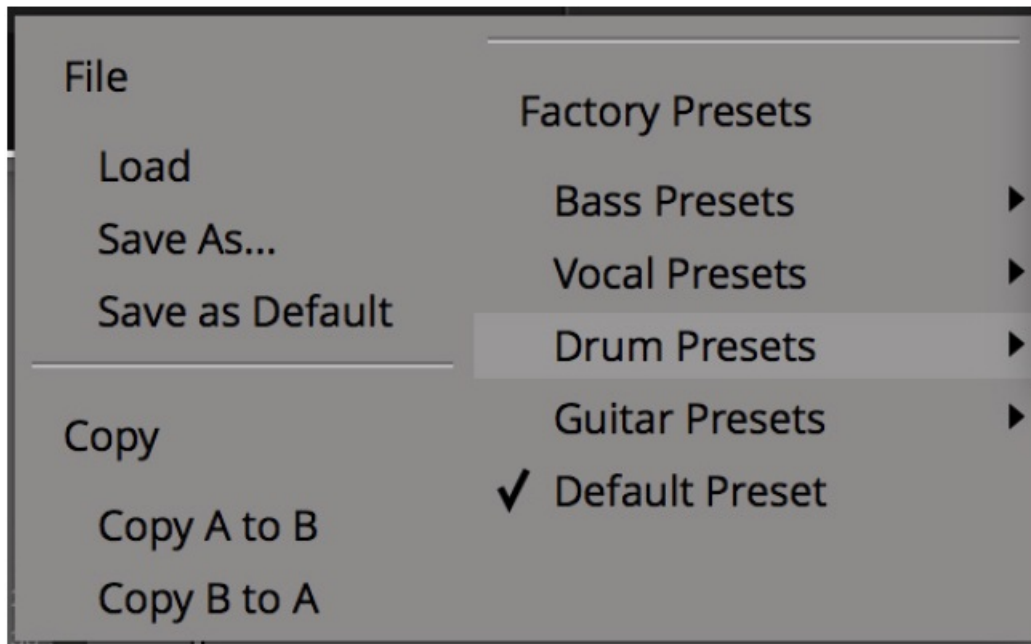 File
Load
Save As...
Save as Default
Copy
Copy A to B
Copy B to A
Factory Presets
Bass Presets
Vocal Presets
Drum Presets
Guitar Presets
Default Preset